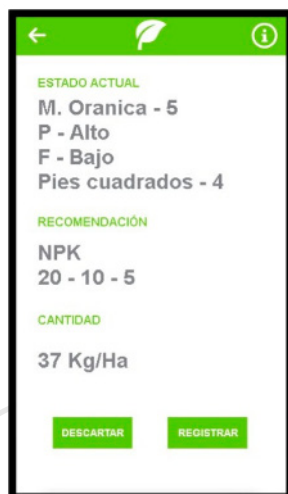 ESTADO ACTUAL
M. Oranica - 5
P - Alto
F - Bajo
Pies cuadrados - 4
RECOMENDACIÓN
NPK
20 - 10 - 5
CANTIDAD
37 Kg/Ha
DESCARTAR
REGISTRAR